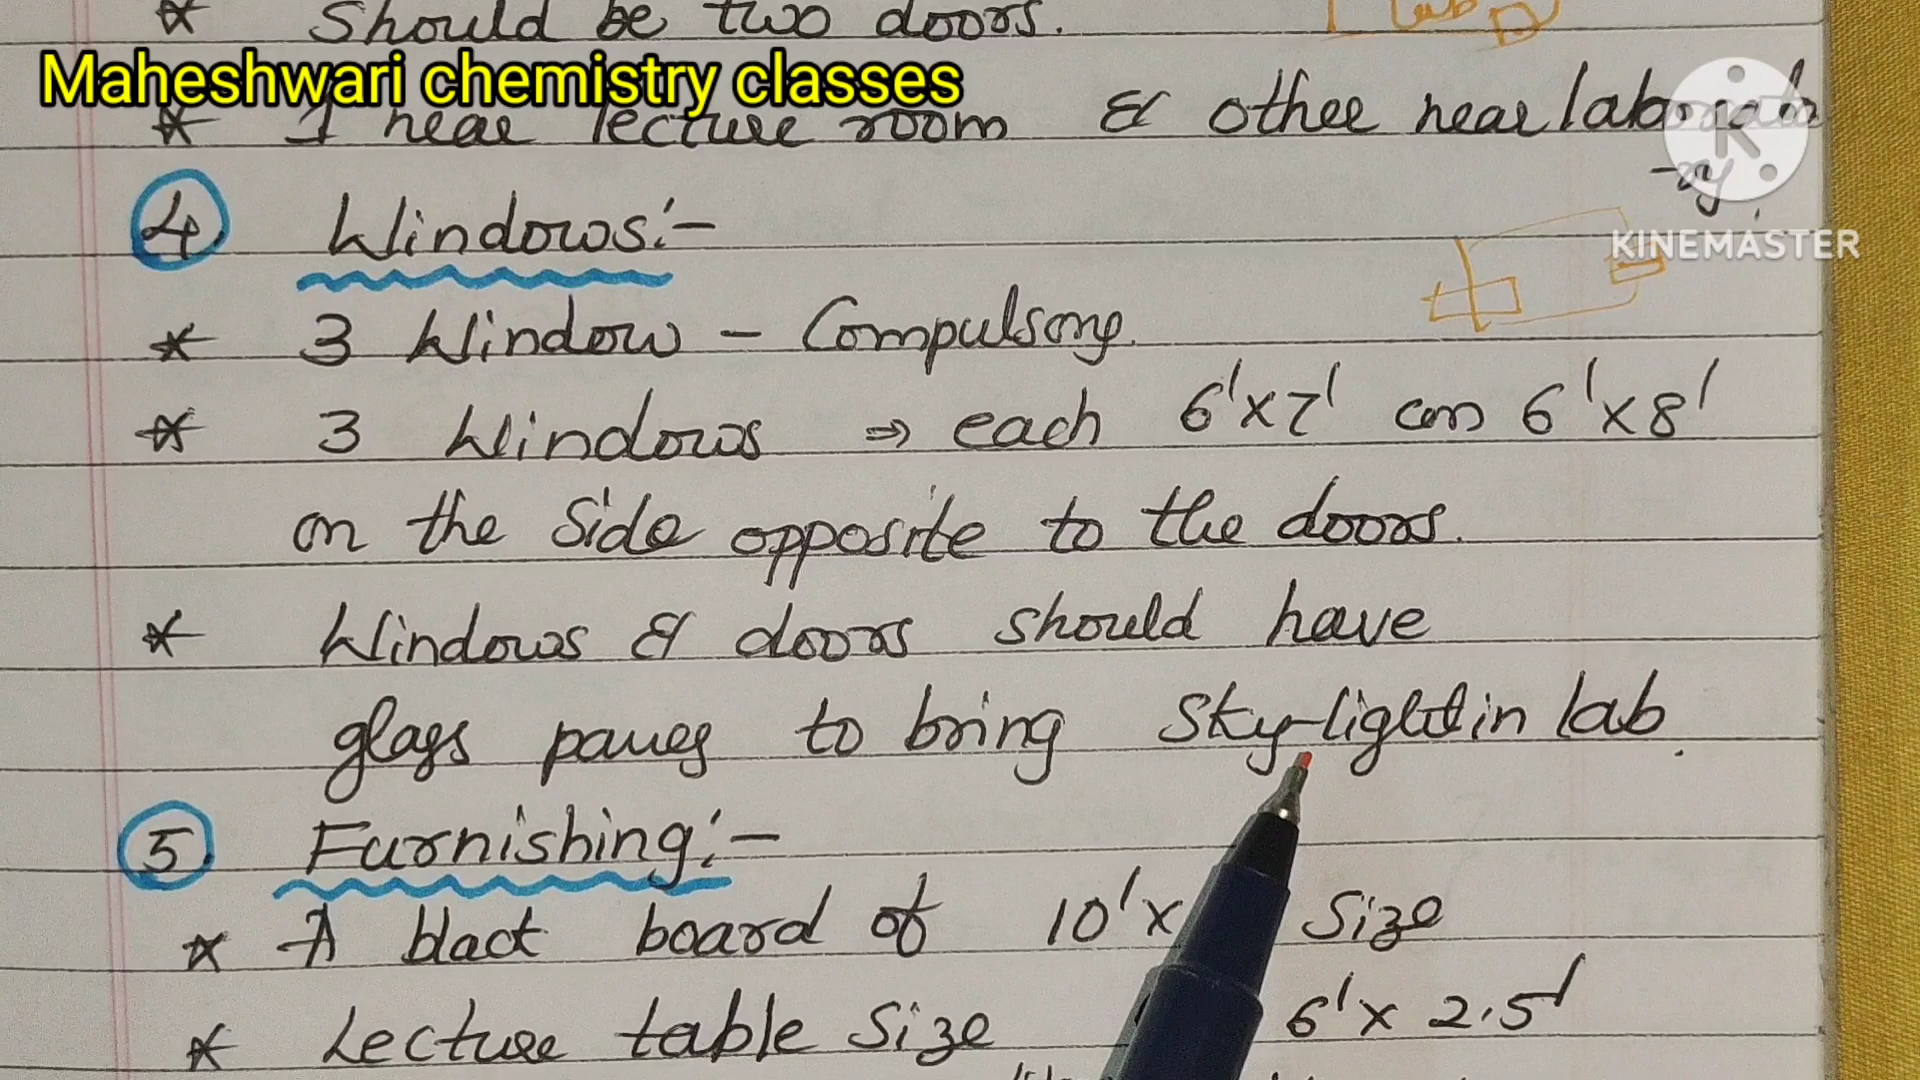 * Should be two doors.
Maheshwari chemistry classes
* 1 near lecture room & other near laborato
-ry.
KINEMASTER
4 Windows:-
* 3 Window - Compulsory.
* 3 Windows ⇒ each 6'x7' or 6'x8'
on the Side opposite to the doors.
* Windows & doors should have
glass panes to bring Sky-light in lab.
5 Furnishing:-
* A black board of 10'x Size
* Lecture table Size 6'x 2.5'